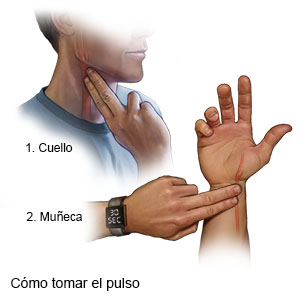 1. Cuello
2. Muñeca
30
SEC
Cómo tomar el pulso